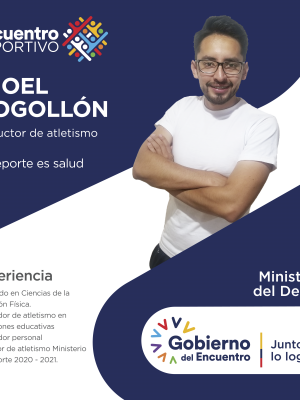 cuentro
PORTIVO
OEL
OGOLLÓN
uctor de atletismo
eporte es salud
eriencia
do en Ciencias de la
ón Física.
dor de atletismo en
ones educativas
dor personal
or de atletismo Ministerio
orte 2020 - 2021.
Minist
del De
Gobierno
del Encuentro
Junto
lo log